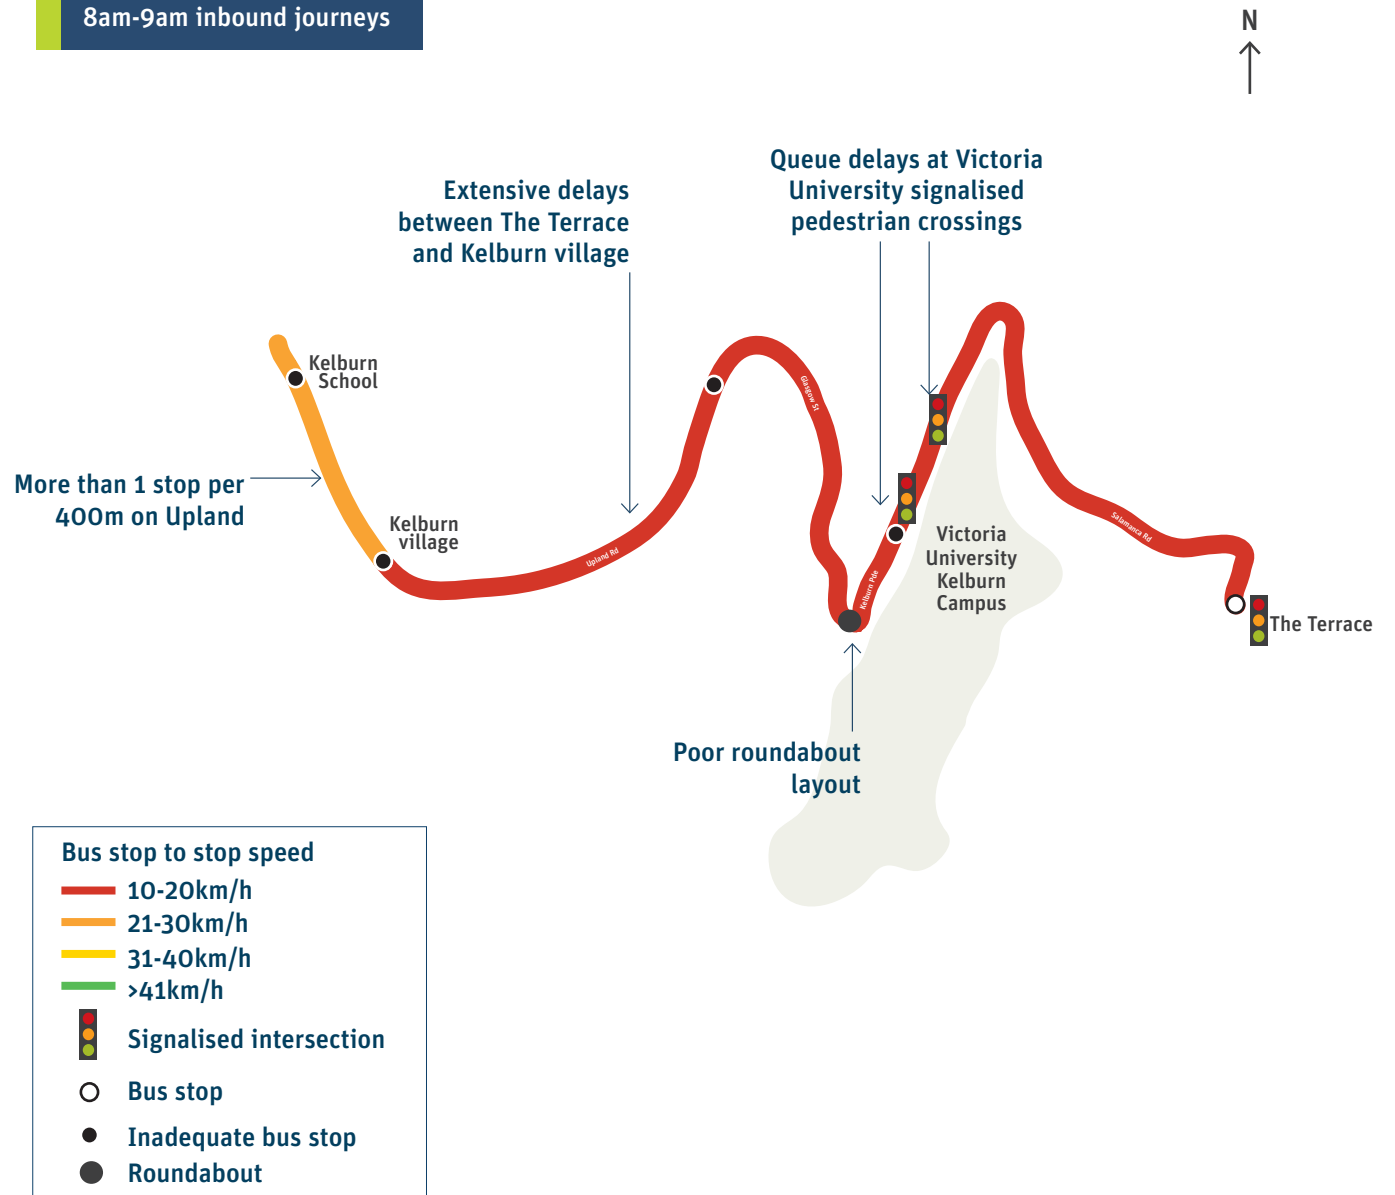 8am-9am inbound journeys
N
Queue delays at Victoria
University signalised
pedestrian crossings
Extensive delays
between The Terrace
and Kelburn village
Kelburn
School
Glasgow St
More than 1 stop per
400m on Upland
Kelburn
village
Upland Rd
Kelburn Pde
Victoria
University
Kelburn
Campus
Salamanca Rd
The Terrace
Poor roundabout
layout
Bus stop to stop speed
10-20km/h
21-30km/h
31-40km/h
>41km/h
Signalised intersection
Bus stop
Inadequate bus stop
Roundabout